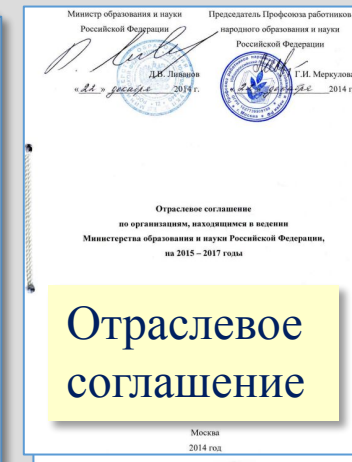 Министр образования и науки
Российской Федерации
Д.В. Ливанов
« 22 » декабря 2014 г.
Председатель Профсоюза работников
народного образования и науки
Российской Федерации
Г.И. Меркулова
« 22 » декабря 2014 г
Отраслевое соглашение
по организациям, находящимся в ведении
Министерства образования и науки Российской Федерации,
на 2015 – 2017 годы
Отраслевое
соглашение
Москва
2014 год